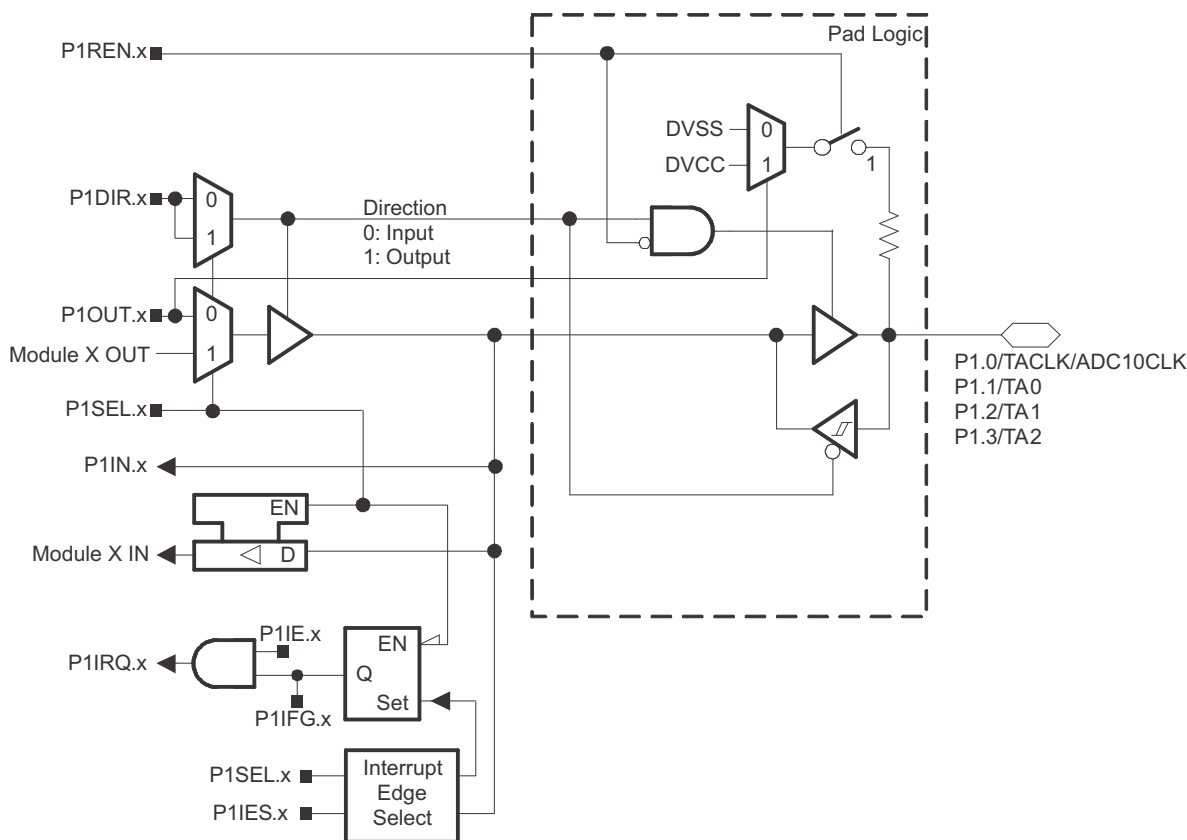 Pad Logic
P1REN.x
DVSS
0
DVCC
1
1
P1DIR.x
0
1
Direction
0: Input
1: Output
P1OUT.x
0
Module X OUT
1
P1.0/TACLK/ADC10CLK
P1.1/TA0
P1.2/TA1
P1.3/TA2
P1SEL.x
P1IN.x
EN
Module X IN
D
P1IE.x
EN
P1IRQ.x
Q
Set
P1IFG.x
P1SEL.x
P1IES.x
Interrupt
Edge
Select